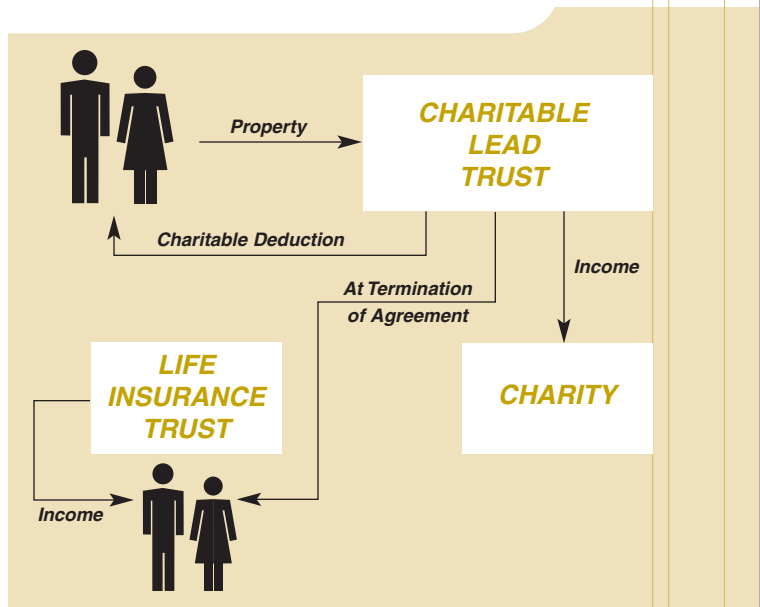 Property
CHARITABLE
LEAD
TRUST
Charitable Deduction
Income
At Termination
of Agreement
LIFE
INSURANCE
TRUST
CHARITY
Income